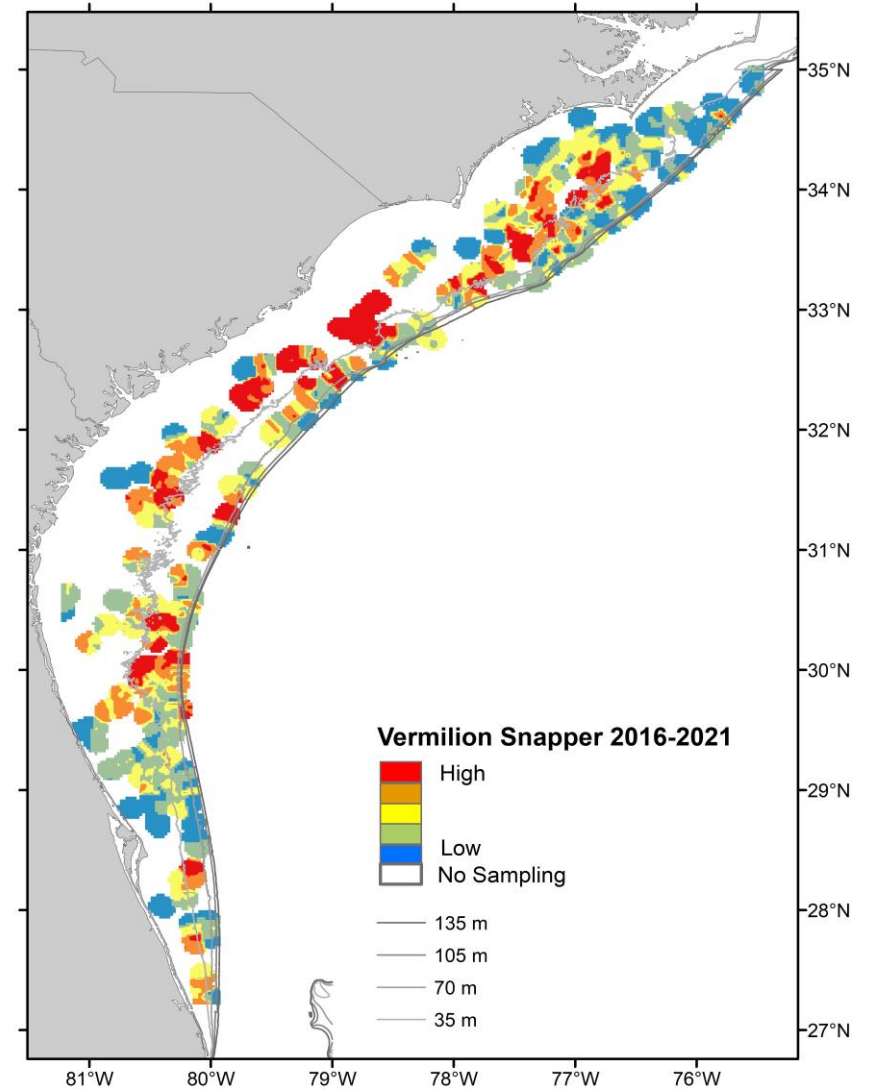 35°N
34°N
33°N
32°N
31°N
30°N
29°N
28°N
27°N
Vermilion Snapper 2016-2021
High
Low
No Sampling
135 m
105 m
70 m
35 m
81°W 80°W 79°W 78°W 77°W 76°W